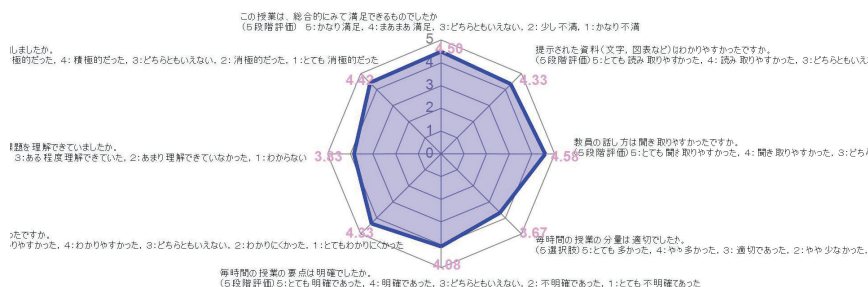 この授業は、総合的にみて満足できるものでしたか
(5段階評価) 5:かなり満足, 4:まあまあ満足, 3:どちらともいえない, 2:少し不満, 1:かなり不満
4.50
しましたか。
極的だった, 4:積極的だった, 3:どちらともいえない, 2:消極的だった, 1:とても消極的だった
4.42
提示された資料(文字, 図表など)はわかりやすかったですか。
(5段階評価)5:とても読み取りやすかった, 4:読み取りやすかった, 3:どちらともいえ
4.33
5
4
3
2
1
0
題を理解できていましたか。
3:ある程度理解できていた, 2:あまり理解できていなかった, 1:わからない
3.83
教員の話し方は聞き取りやすかったですか。
(5段階評価)5:とても聞き取りやすかった, 4:聞き取りやすかった, 3:どち
4.58
ったですか。
りやすかった, 4:わかりやすかった, 3:どちらともいえない, 2:わかりにくかった, 1:とてもわかりにくかった
4.33
3.67
毎時間の授業の分量は適切でしたか。
(5選択肢)5:とても多かった, 4:やや多かった, 3:適切であった, 2:やや少なかった,
4.08
毎時間の授業の要点は明確でしたか。
(5段階評価)5:とても明確であった, 4:明確であった, 3:どちらともいえない, 2:不明確であった, 1:とても不明確であった